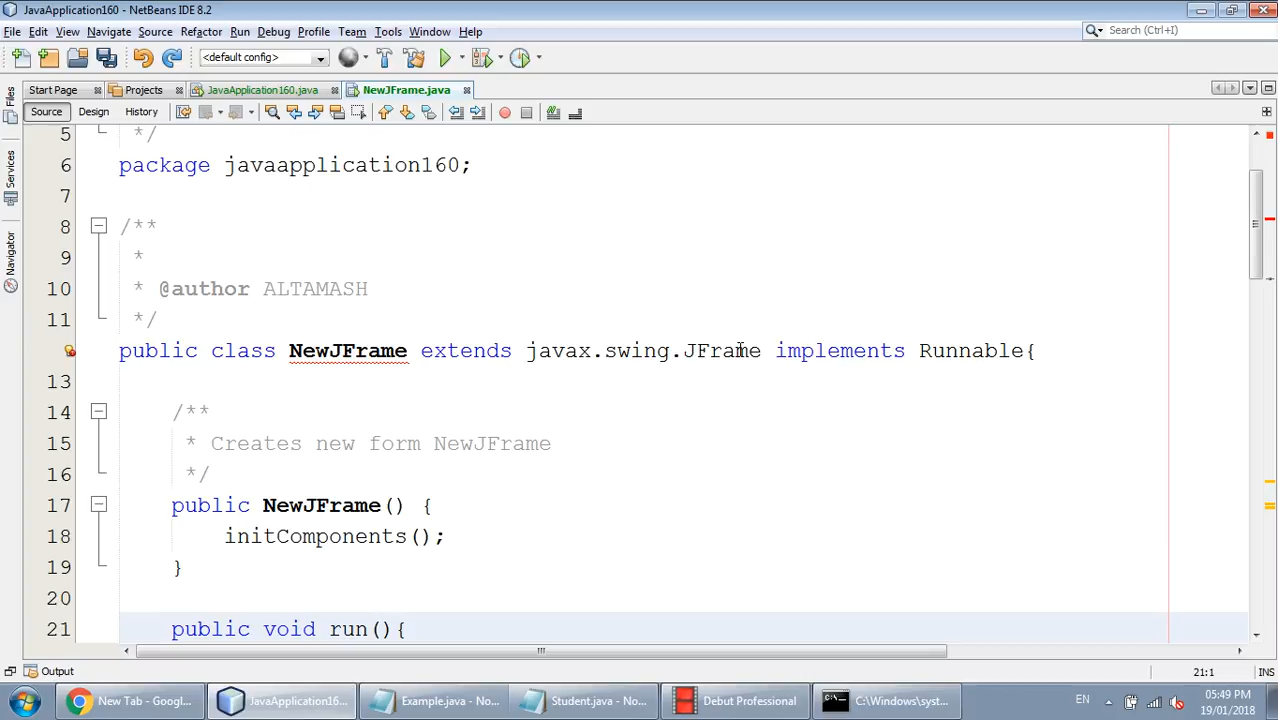 JavaApplication160 - NetBeans IDE 8.2
File Edit View Navigate Source Refactor Run Debug Profile Team Tools Window Help
Search (Ctrl+I)
<default config>
Start Page Projects JavaApplication160.java NewJFrame.java
Source Design History
Files
Services
Navigator
5 */
6 package javaapplication160;
7
8 /**
9 *
10 * @author ALTAMASH
11 */
public class NewJFrame extends javax.swing.JFrame implements Runnable{
13
14 /**
15 * Creates new form NewJFrame
16 */
17 public NewJFrame() {
18 initComponents();
19 }
20
21 public void run(){
Output
21:1 INS
New Tab - Googl... JavaApplication16... Example.java - No... Student.java - No... Debut Professional C:\Windows\syst... EN 05:49 PM
19/01/2018